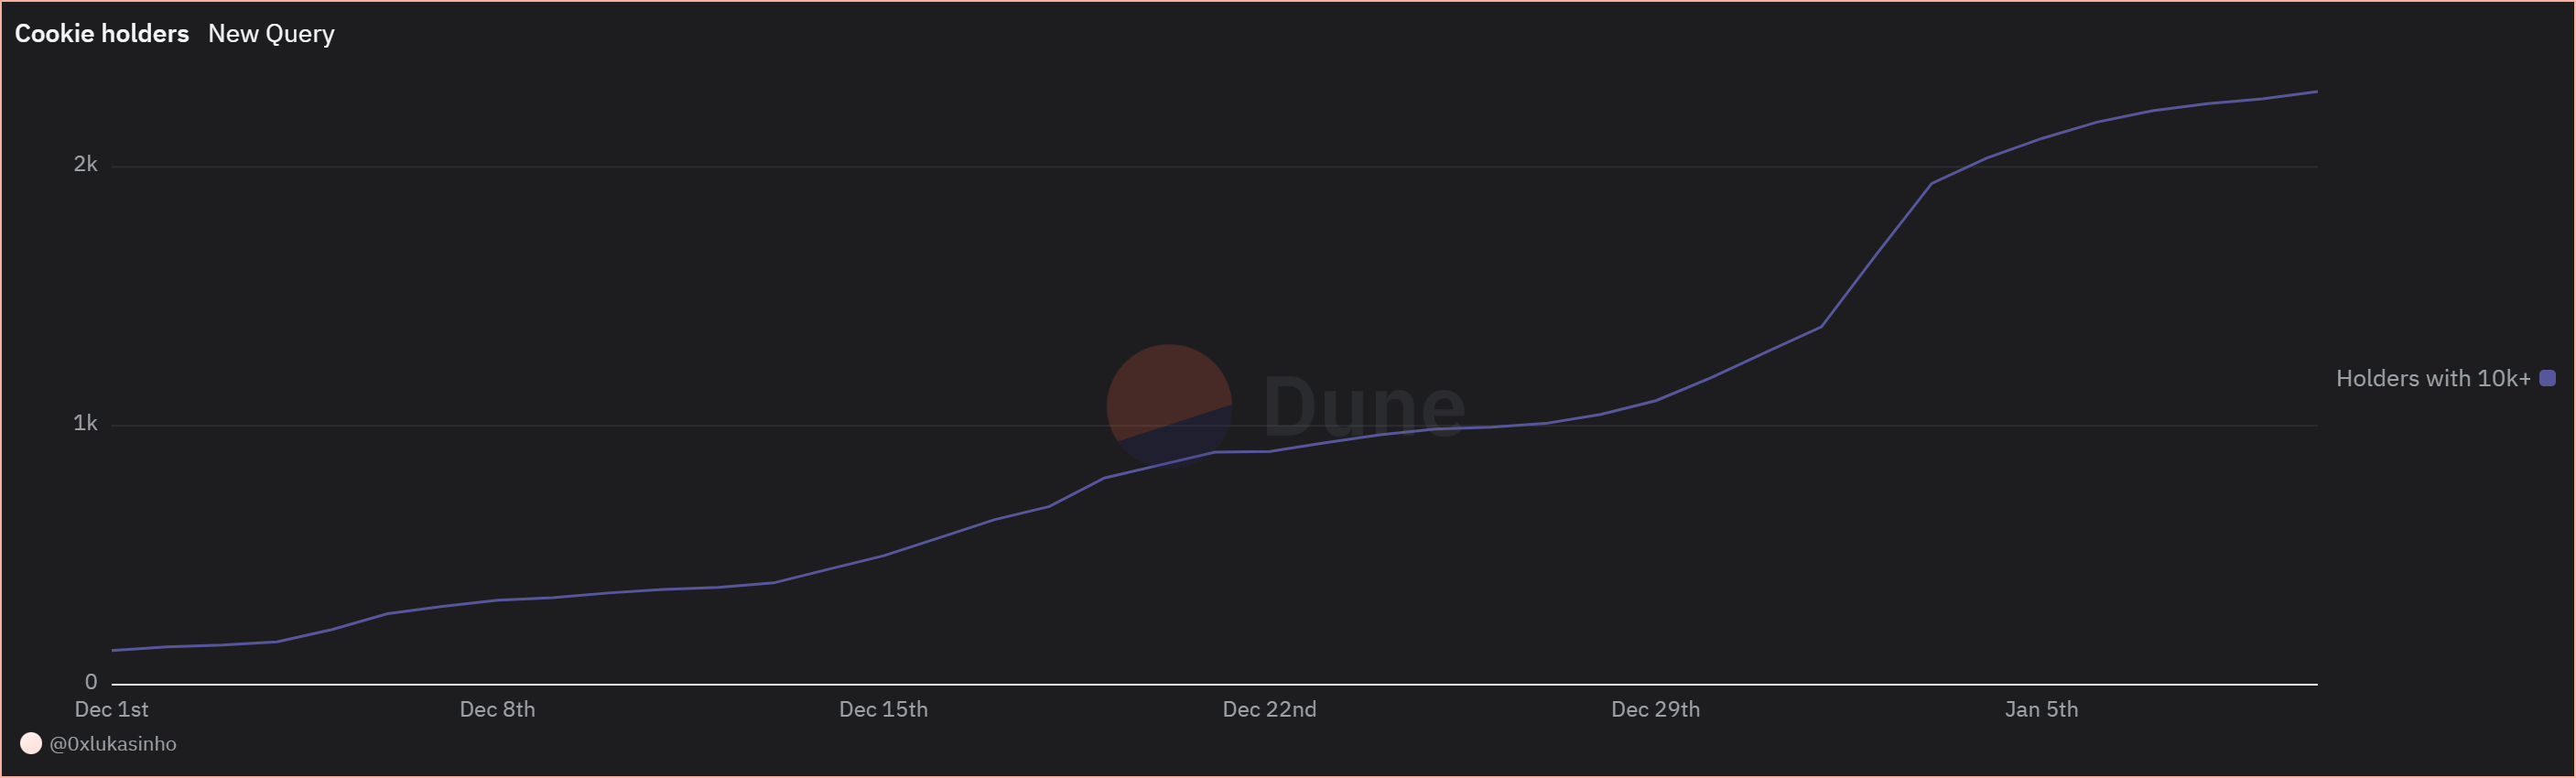 Cookie holders New Query
2k
1k
0
Dune
Holders with 10k+
Dec 1st Dec 8th Dec 15th Dec 22nd Dec 29th Jan 5th
@0xlukasinho